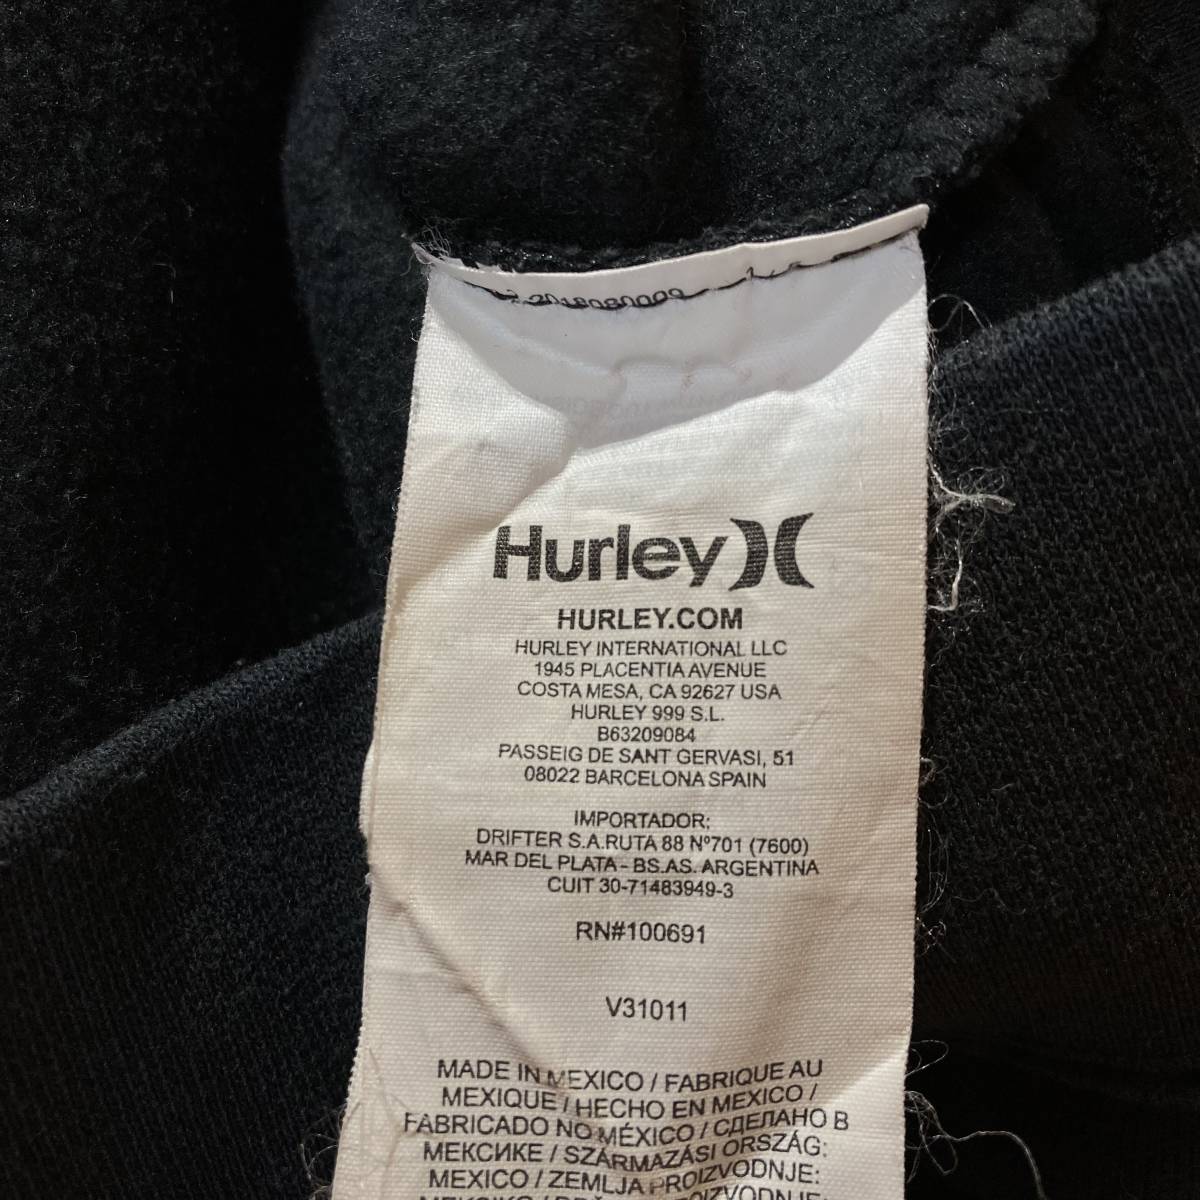 2018080009
Hurley
HURLEY.COM
HURLEY INTERNATIONAL LLC
1945 PLACENTIA AVENUE
COSTA MESA, CA 92627 USA
HURLEY 999 S.L.
B63209084
PASSEIG DE SANT GERVASI, 51
08022 BARCELONA SPAIN
IMPORTADOR:
DRIFTER S.A.RUTA 88 Nº701 (7600)
MAR DEL PLATA - BS.AS. ARGENTINA
CUIT 30-71483949-3
RN#100691
V31011
MADE IN MEXICO / FABRIQUE AU
MEXIQUE / HECHO EN MEXICO /
FABRICADO NO MÉXICO / СДЕЛАНО В
МЕКСИКЕ / SZÁRMAZÁSI ORSZÁG:
MEXICO / ZEMLJA PROIZVODNJE: